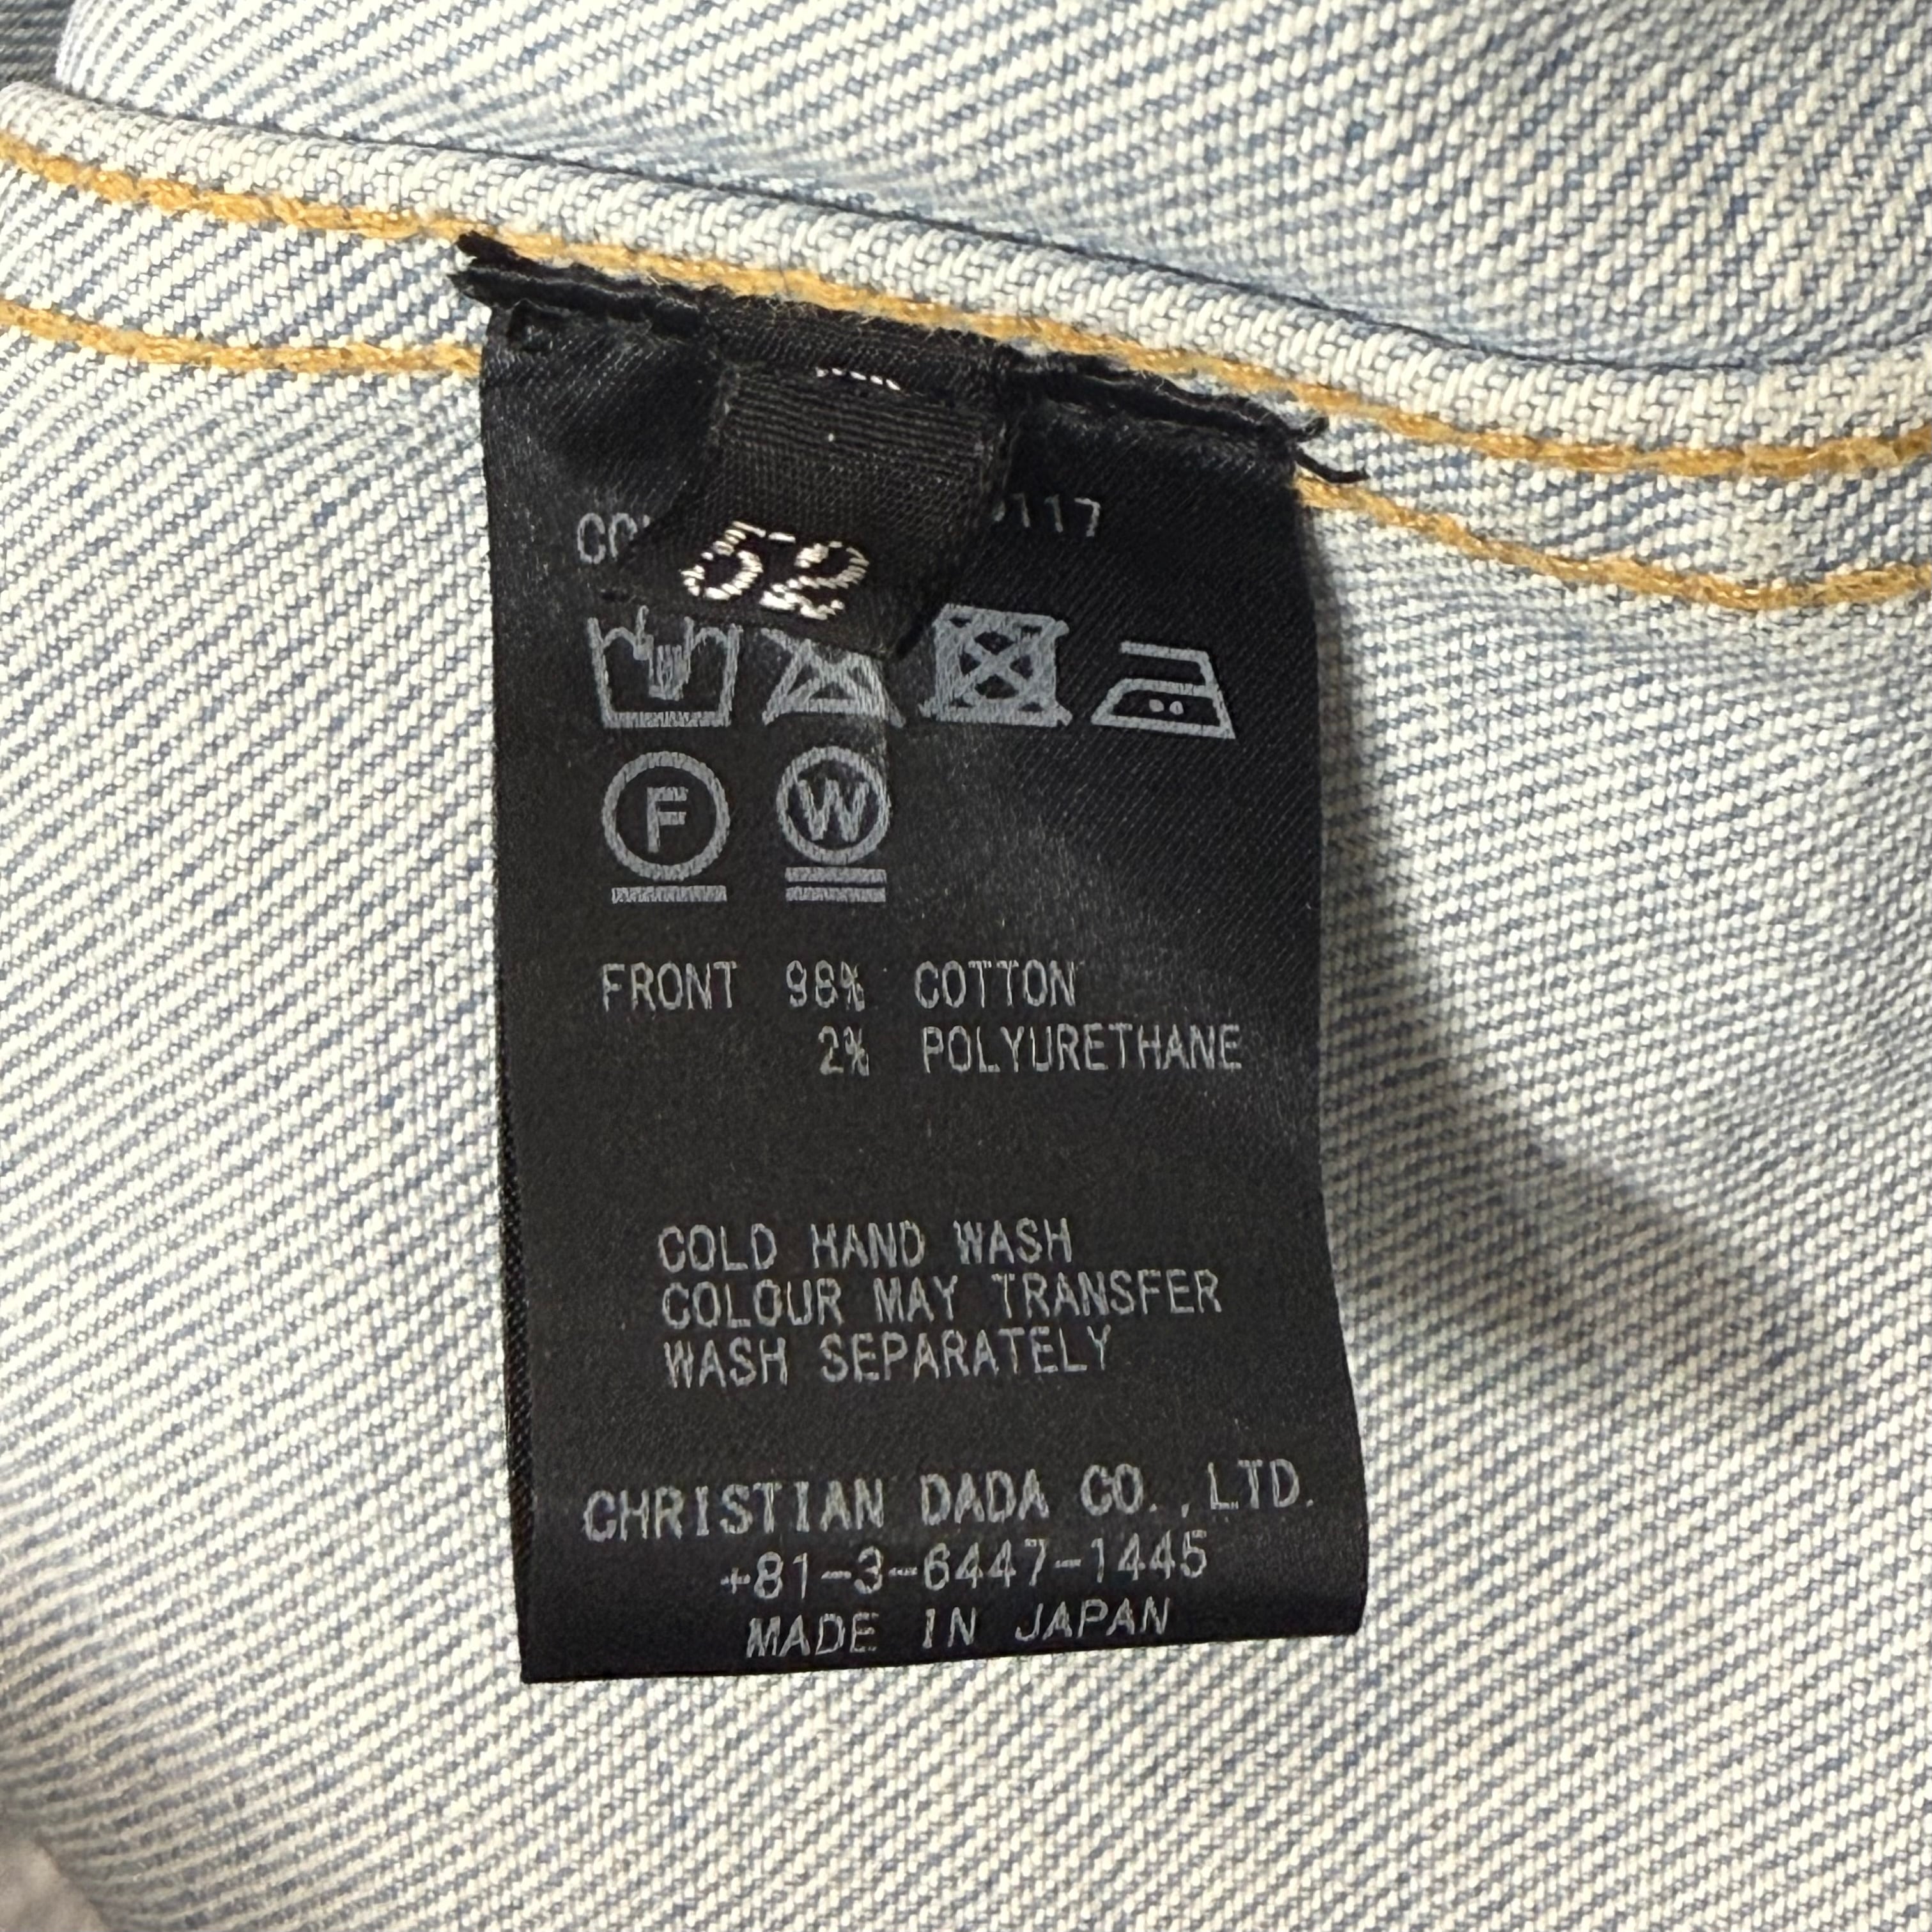 52
F W
FRONT 98% COTTON
2% POLYURETHANE
COLD HAND WASH
COLOUR MAY TRANSFER
WASH SEPARATELY
CHRISTIAN DADA CO.,LTD.
+81-3-6447-1445
MADE IN JAPAN